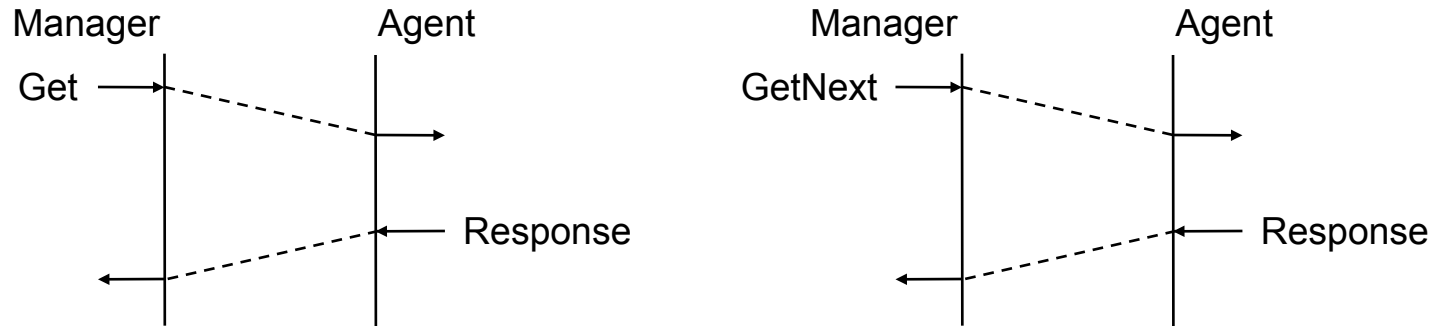 Manager Agent
Get
Response
Manager Agent
GetNext
Response